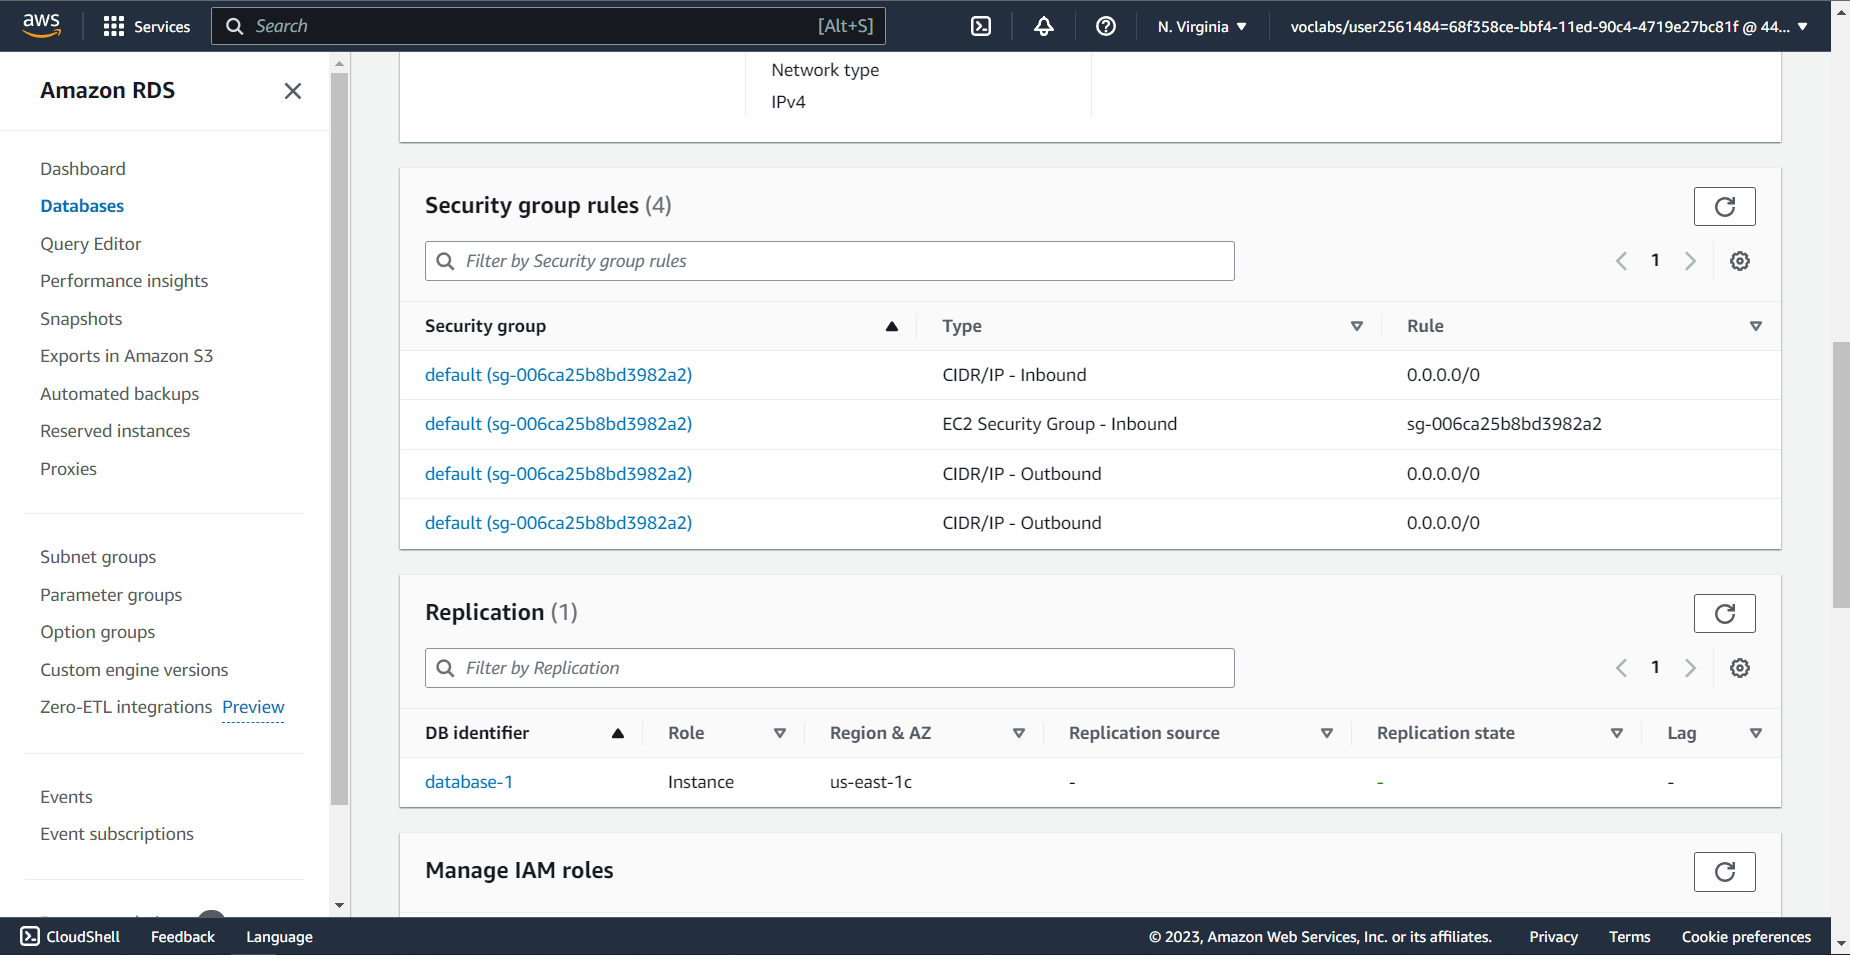 aws Services Search [Alt+S] N. Virginia voclabs/user2561484=68f358ce-bbf4-11ed-90c4-4719e27bc81f @ 44...
Amazon RDS
Dashboard
Databases
Query Editor
Performance insights
Snapshots
Exports in Amazon S3
Automated backups
Reserved instances
Proxies
Subnet groups
Parameter groups
Option groups
Custom engine versions
Zero-ETL integrations Preview
Events
Event subscriptions
Network type
IPv4
Security group rules (4)
Filter by Security group rules
1
Security group Type Rule
default (sg-006ca25b8bd3982a2) CIDR/IP - Inbound 0.0.0.0/0
default (sg-006ca25b8bd3982a2) EC2 Security Group - Inbound sg-006ca25b8bd3982a2
default (sg-006ca25b8bd3982a2) CIDR/IP - Outbound 0.0.0.0/0
default (sg-006ca25b8bd3982a2) CIDR/IP - Outbound 0.0.0.0/0
Replication (1)
Filter by Replication
1
DB identifier Role Region & AZ Replication source Replication state Lag
database-1 Instance us-east-1c - - -
Manage IAM roles
CloudShell Feedback Language © 2023, Amazon Web Services, Inc. or its affiliates. Privacy Terms Cookie preferences